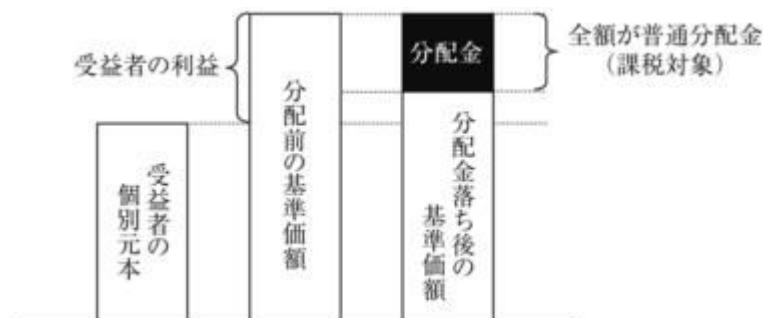 受益者の利益
分配金
全額が普通分配金
（課税対象）
受益者の
個別元本
分配前の基準価額
分配金落ち後の
基準価額